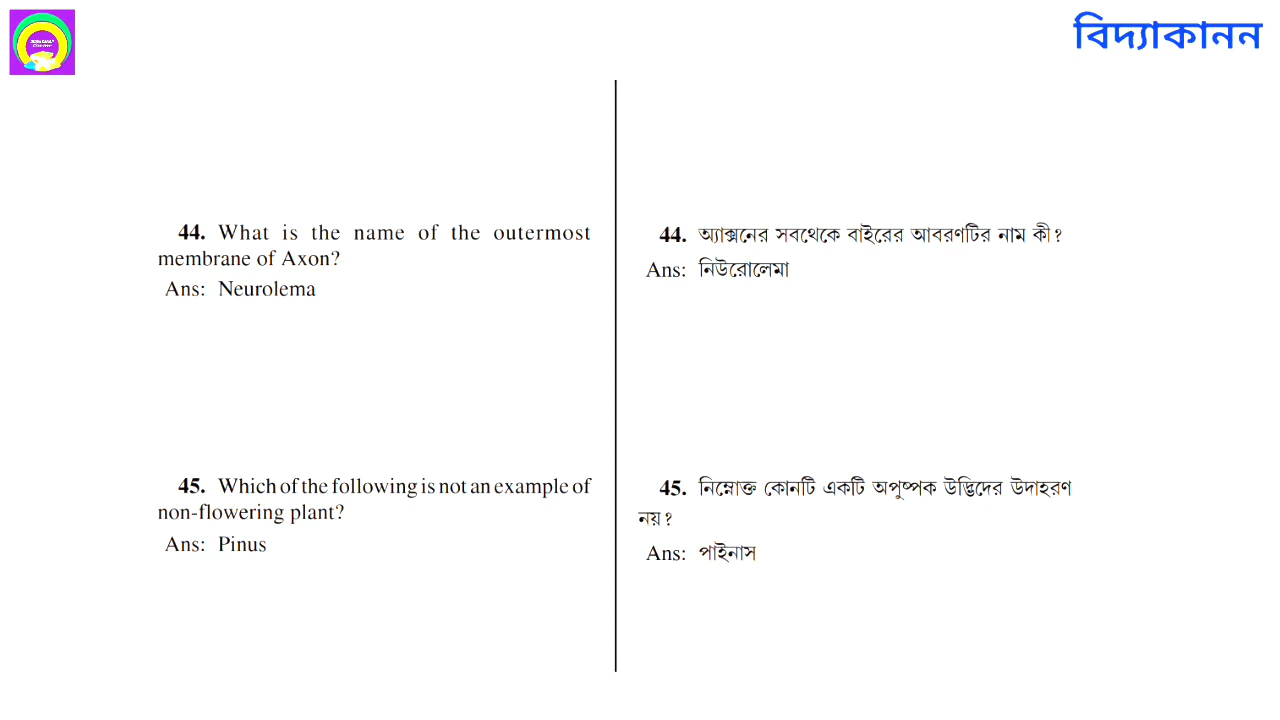 বিদ্যাকানন
44. What is the name of the outermost
membrane of Axon?
Ans: Neurolema
45. Which of the following is not an example of
non-flowering plant?
Ans: Pinus
44. অ্যাক্সনের সবথেকে বাইরের আবরণটির নাম কী?
Ans: নিউরোলেমা
45. নিম্নোক্ত কোনটি একটি অপুষ্পক উদ্ভিদের উদাহরণ
নয়?
Ans: পাইনাস